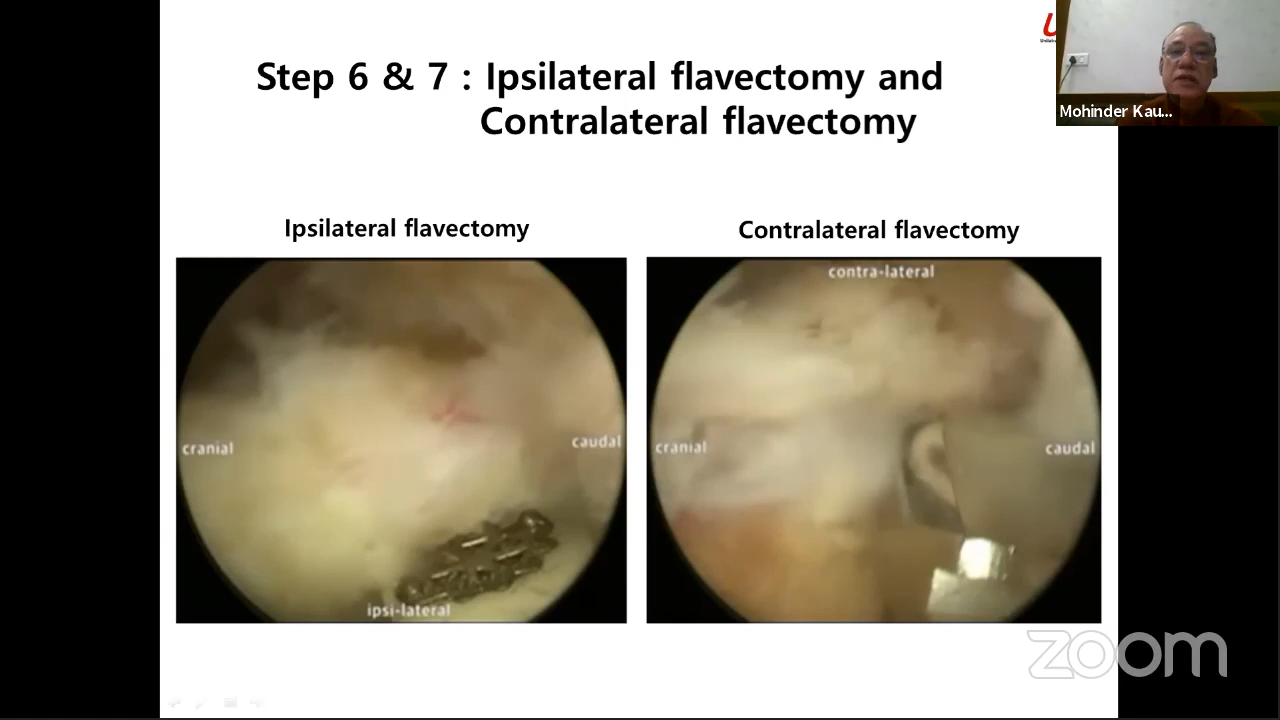 Step 6 & 7 : Ipsilateral flavectomy and
Contralateral flavectomy
Mohinder Kau...
Ipsilateral flavectomy
Contralateral flavectomy
cranial
caudal
ipsi-lateral
contra-lateral
cranial
caudal
zoom